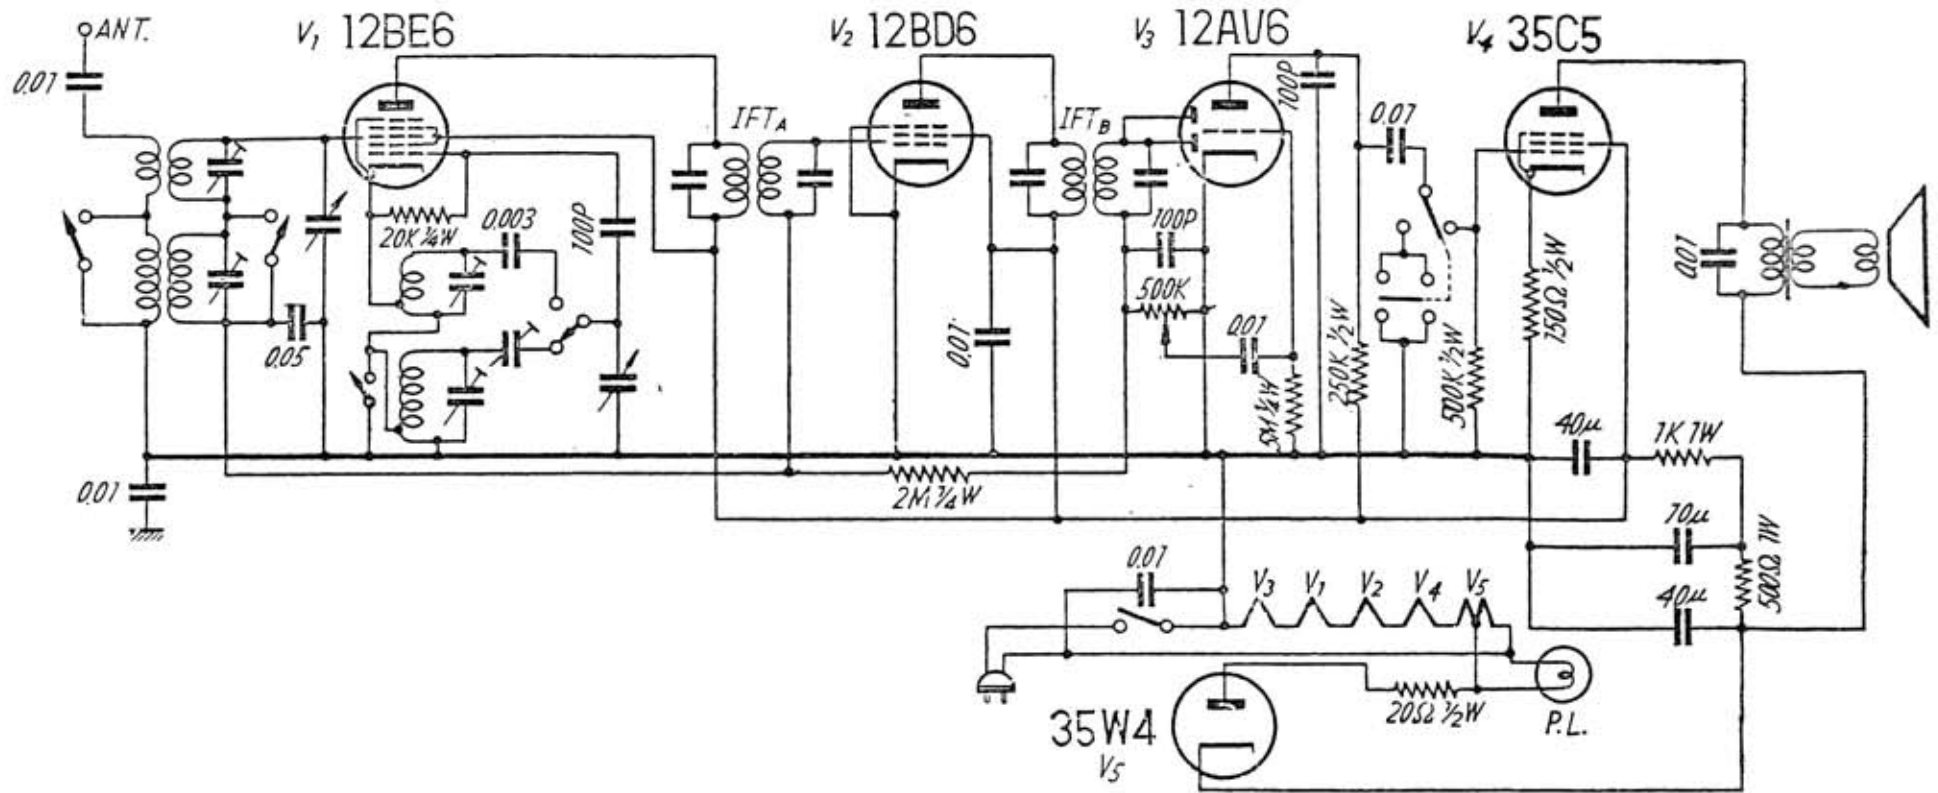 ANT.
V1 12BE6
V2 12BD6
V3 12AV6
V4 35C5
0.01
IFTA
IFTB
100P
0.01
20K ¼W
0.003
100P
100P
500K
0.05
0.01
0.01
5M ¼W
250K ½W
500K ½W
150Ω ½W
0.01
40μ
1K 1W
0.01
2M ¼W
10μ
500Ω 1W
40μ
0.01
V3
V1
V2
V4
V5
35W4
V5
20Ω ½W
P.L.